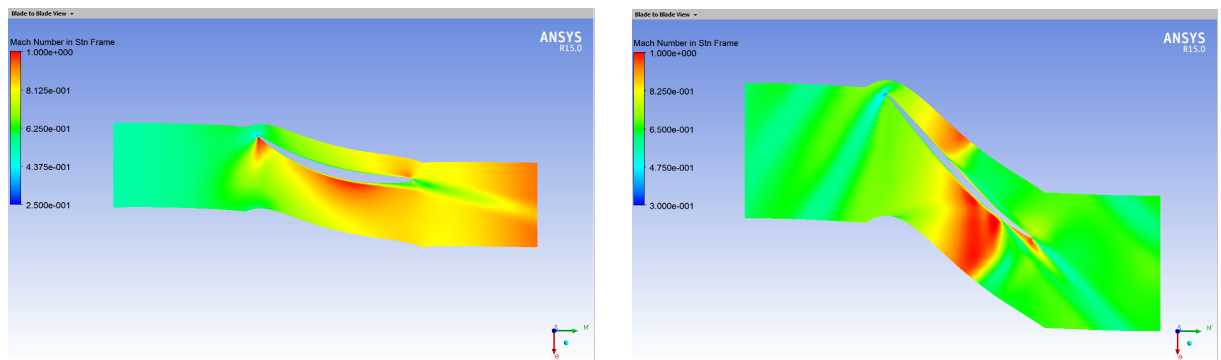 Blade to Blade View
Mach Number in Stn Frame
1.000e+000
8.125e-001
6.250e-001
4.375e-001
2.500e-001
ANSYS
R15.0
S
M'
θ
Blade to Blade View
Mach Number in Stn Frame
1.000e+000
8.250e-001
6.500e-001
4.750e-001
3.000e-001
ANSYS
R15.0
S
M'
θ